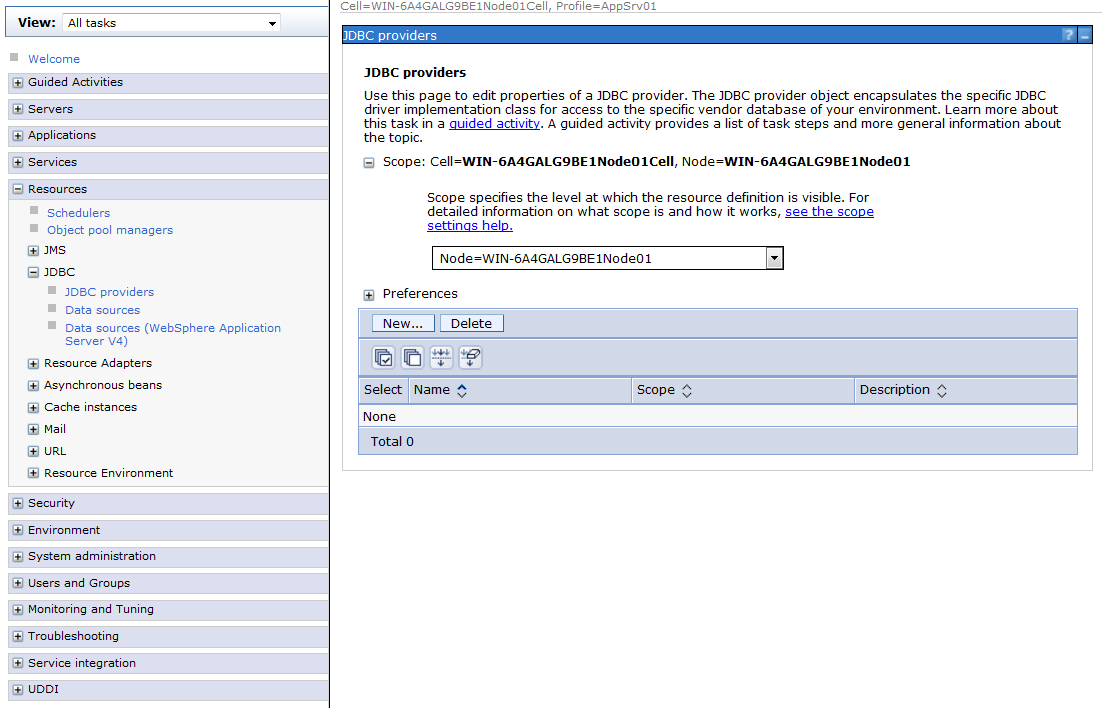 View: All tasks
Welcome
Guided Activities
Servers
Applications
Services
Resources
Schedulers
Object pool managers
JMS
JDBC
JDBC providers
Data sources
Data sources (WebSphere Application
Server V4)
Resource Adapters
Asynchronous beans
Cache instances
Mail
URL
Resource Environment
Security
Environment
System administration
Users and Groups
Monitoring and Tuning
Troubleshooting
Service integration
UDDI
Cell=WIN-6A4GALG9BE1Node01Cell, Profile=AppSrv01
JDBC providers ?
JDBC providers
Use this page to edit properties of a JDBC provider. The JDBC provider object encapsulates the specific JDBC
driver implementation class for access to the specific vendor database of your environment. Learn more about
this task in a guided activity. A guided activity provides a list of task steps and more general information about
the topic.
Scope: Cell=WIN-6A4GALG9BE1Node01Cell, Node=WIN-6A4GALG9BE1Node01
Scope specifies the level at which the resource definition is visible. For
detailed information on what scope is and how it works, see the scope
settings help.
Node=WIN-6A4GALG9BE1Node01
Preferences
New... Delete
Select Name Scope Description
None
Total 0